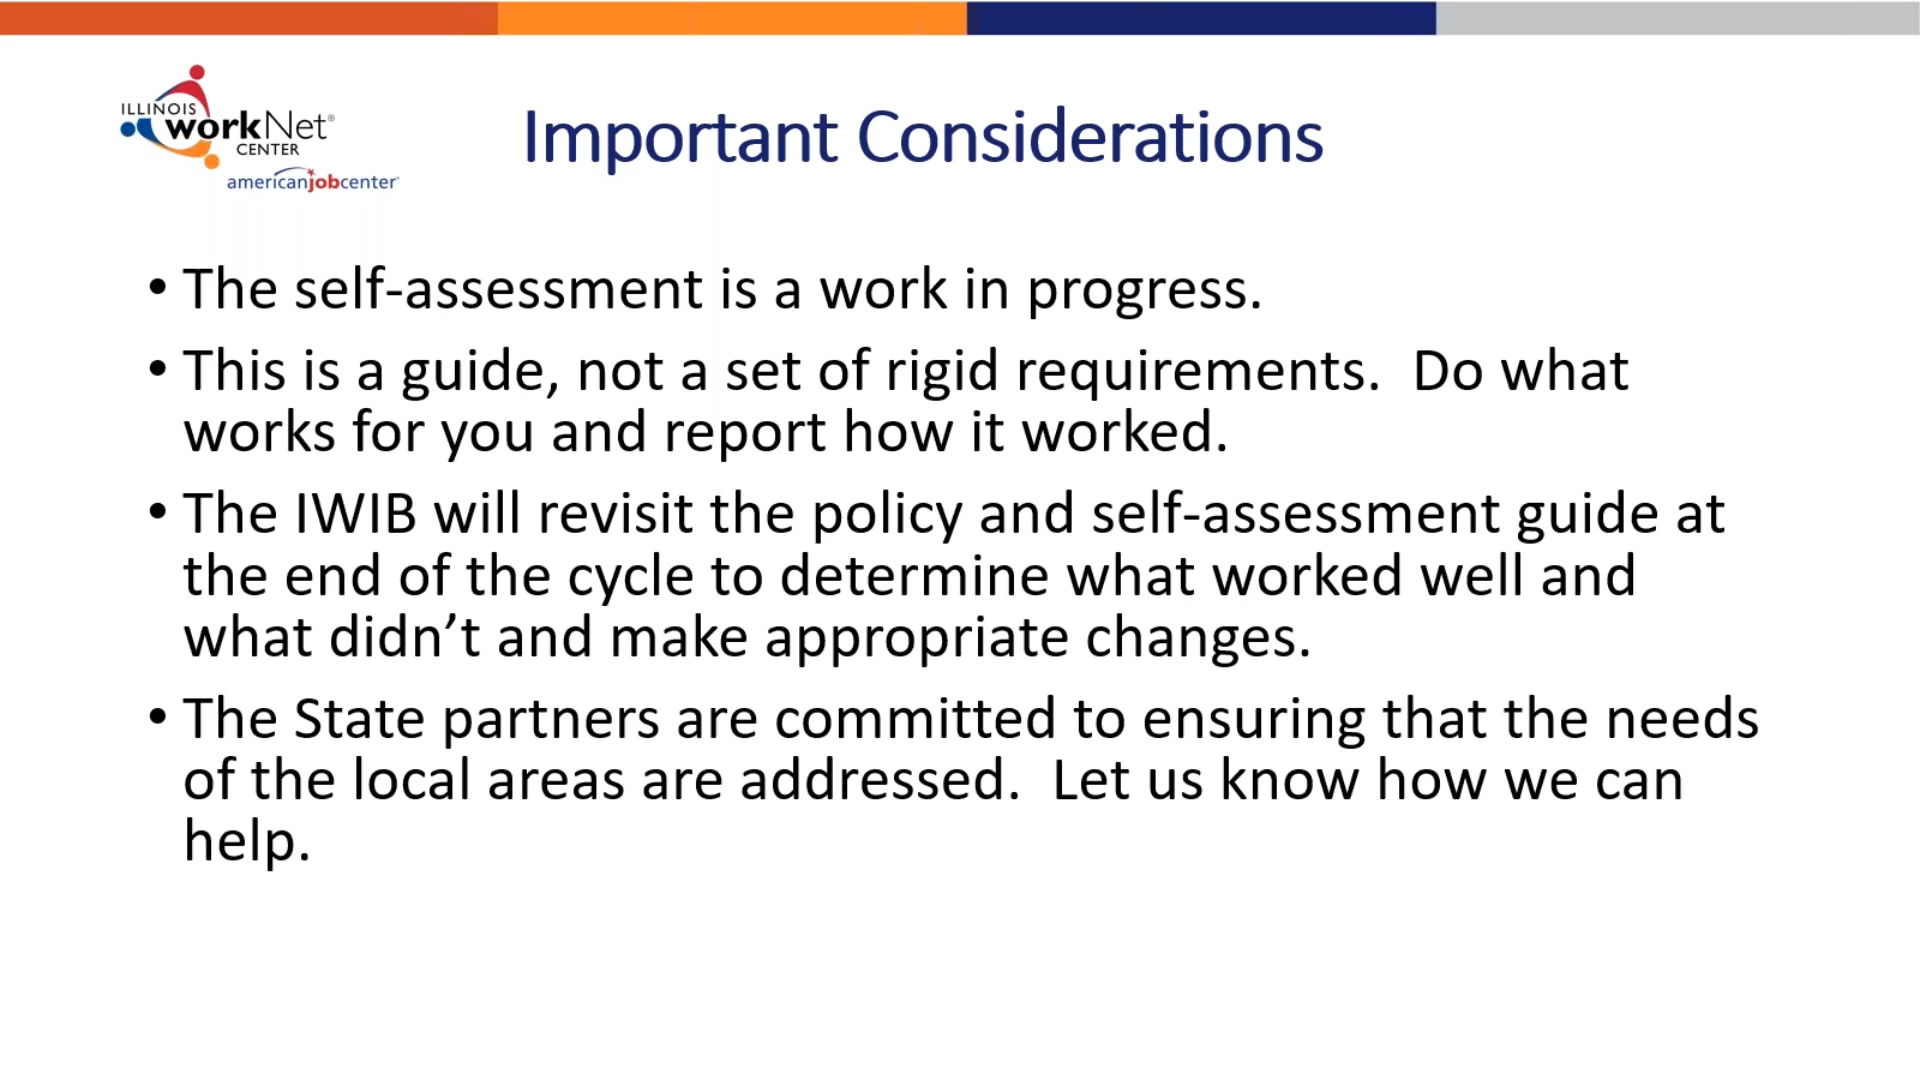 ILLINOIS
workNet®
CENTER
americanjobcenter
Important Considerations
• The self-assessment is a work in progress.
• This is a guide, not a set of rigid requirements.  Do what
works for you and report how it worked.
• The IWIB will revisit the policy and self-assessment guide at
the end of the cycle to determine what worked well and
what didn’t and make appropriate changes.
• The State partners are committed to ensuring that the needs
of the local areas are addressed.  Let us know how we can
help.